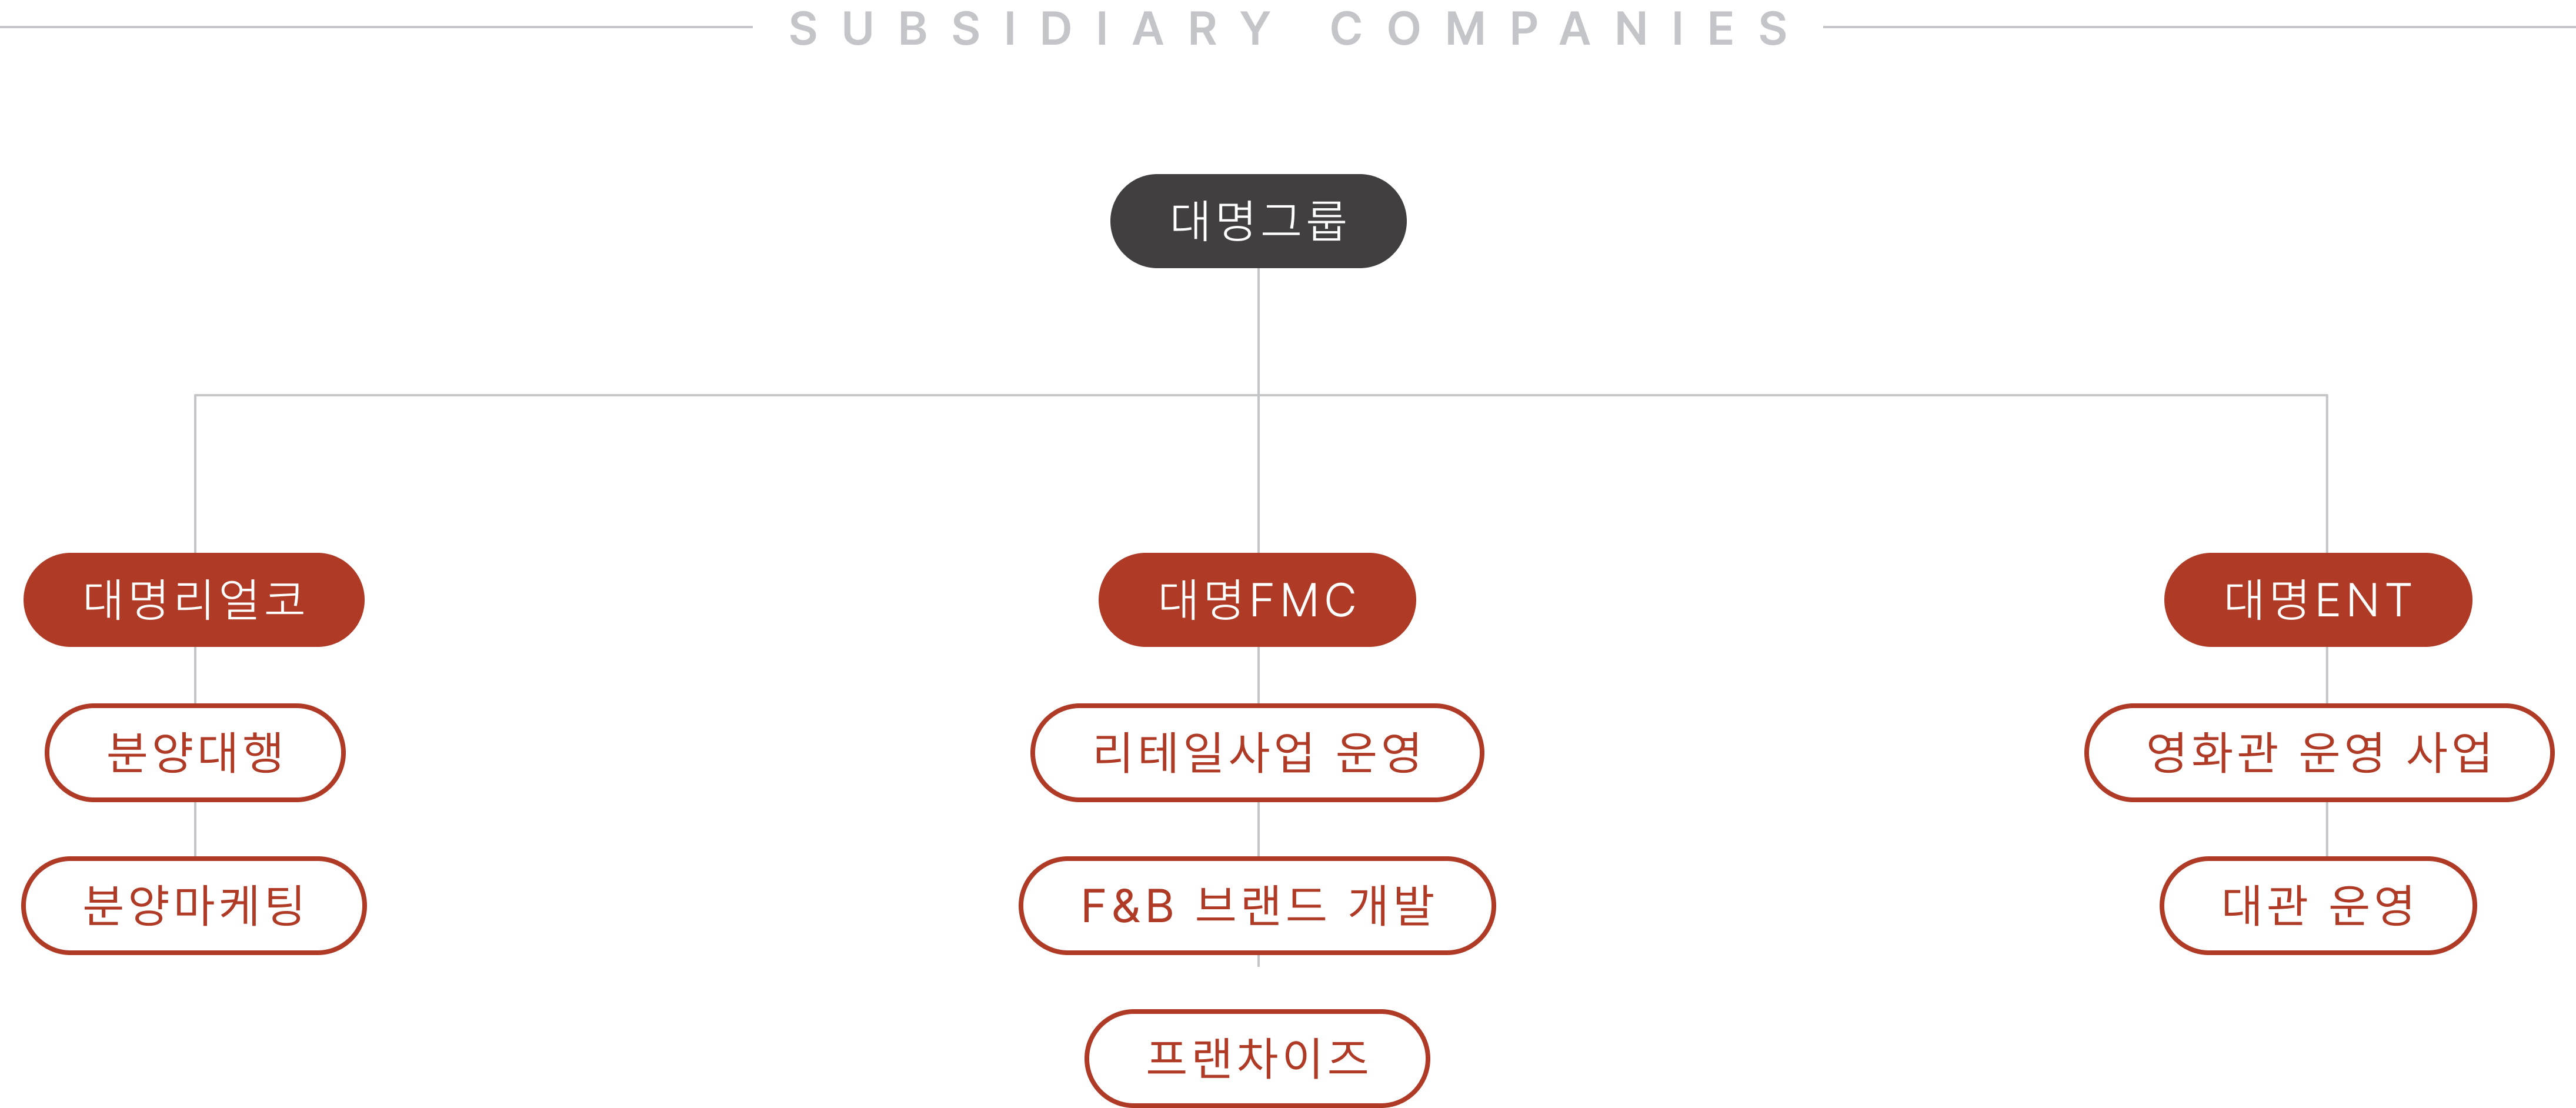 SUBSIDIARY COMPANIES
대명그룹
대명리얼코
분양대행
분양마케팅
대명FMC
리테일사업 운영
F&B 브랜드 개발
프랜차이즈
대명ENT
영화관 운영 사업
대관 운영